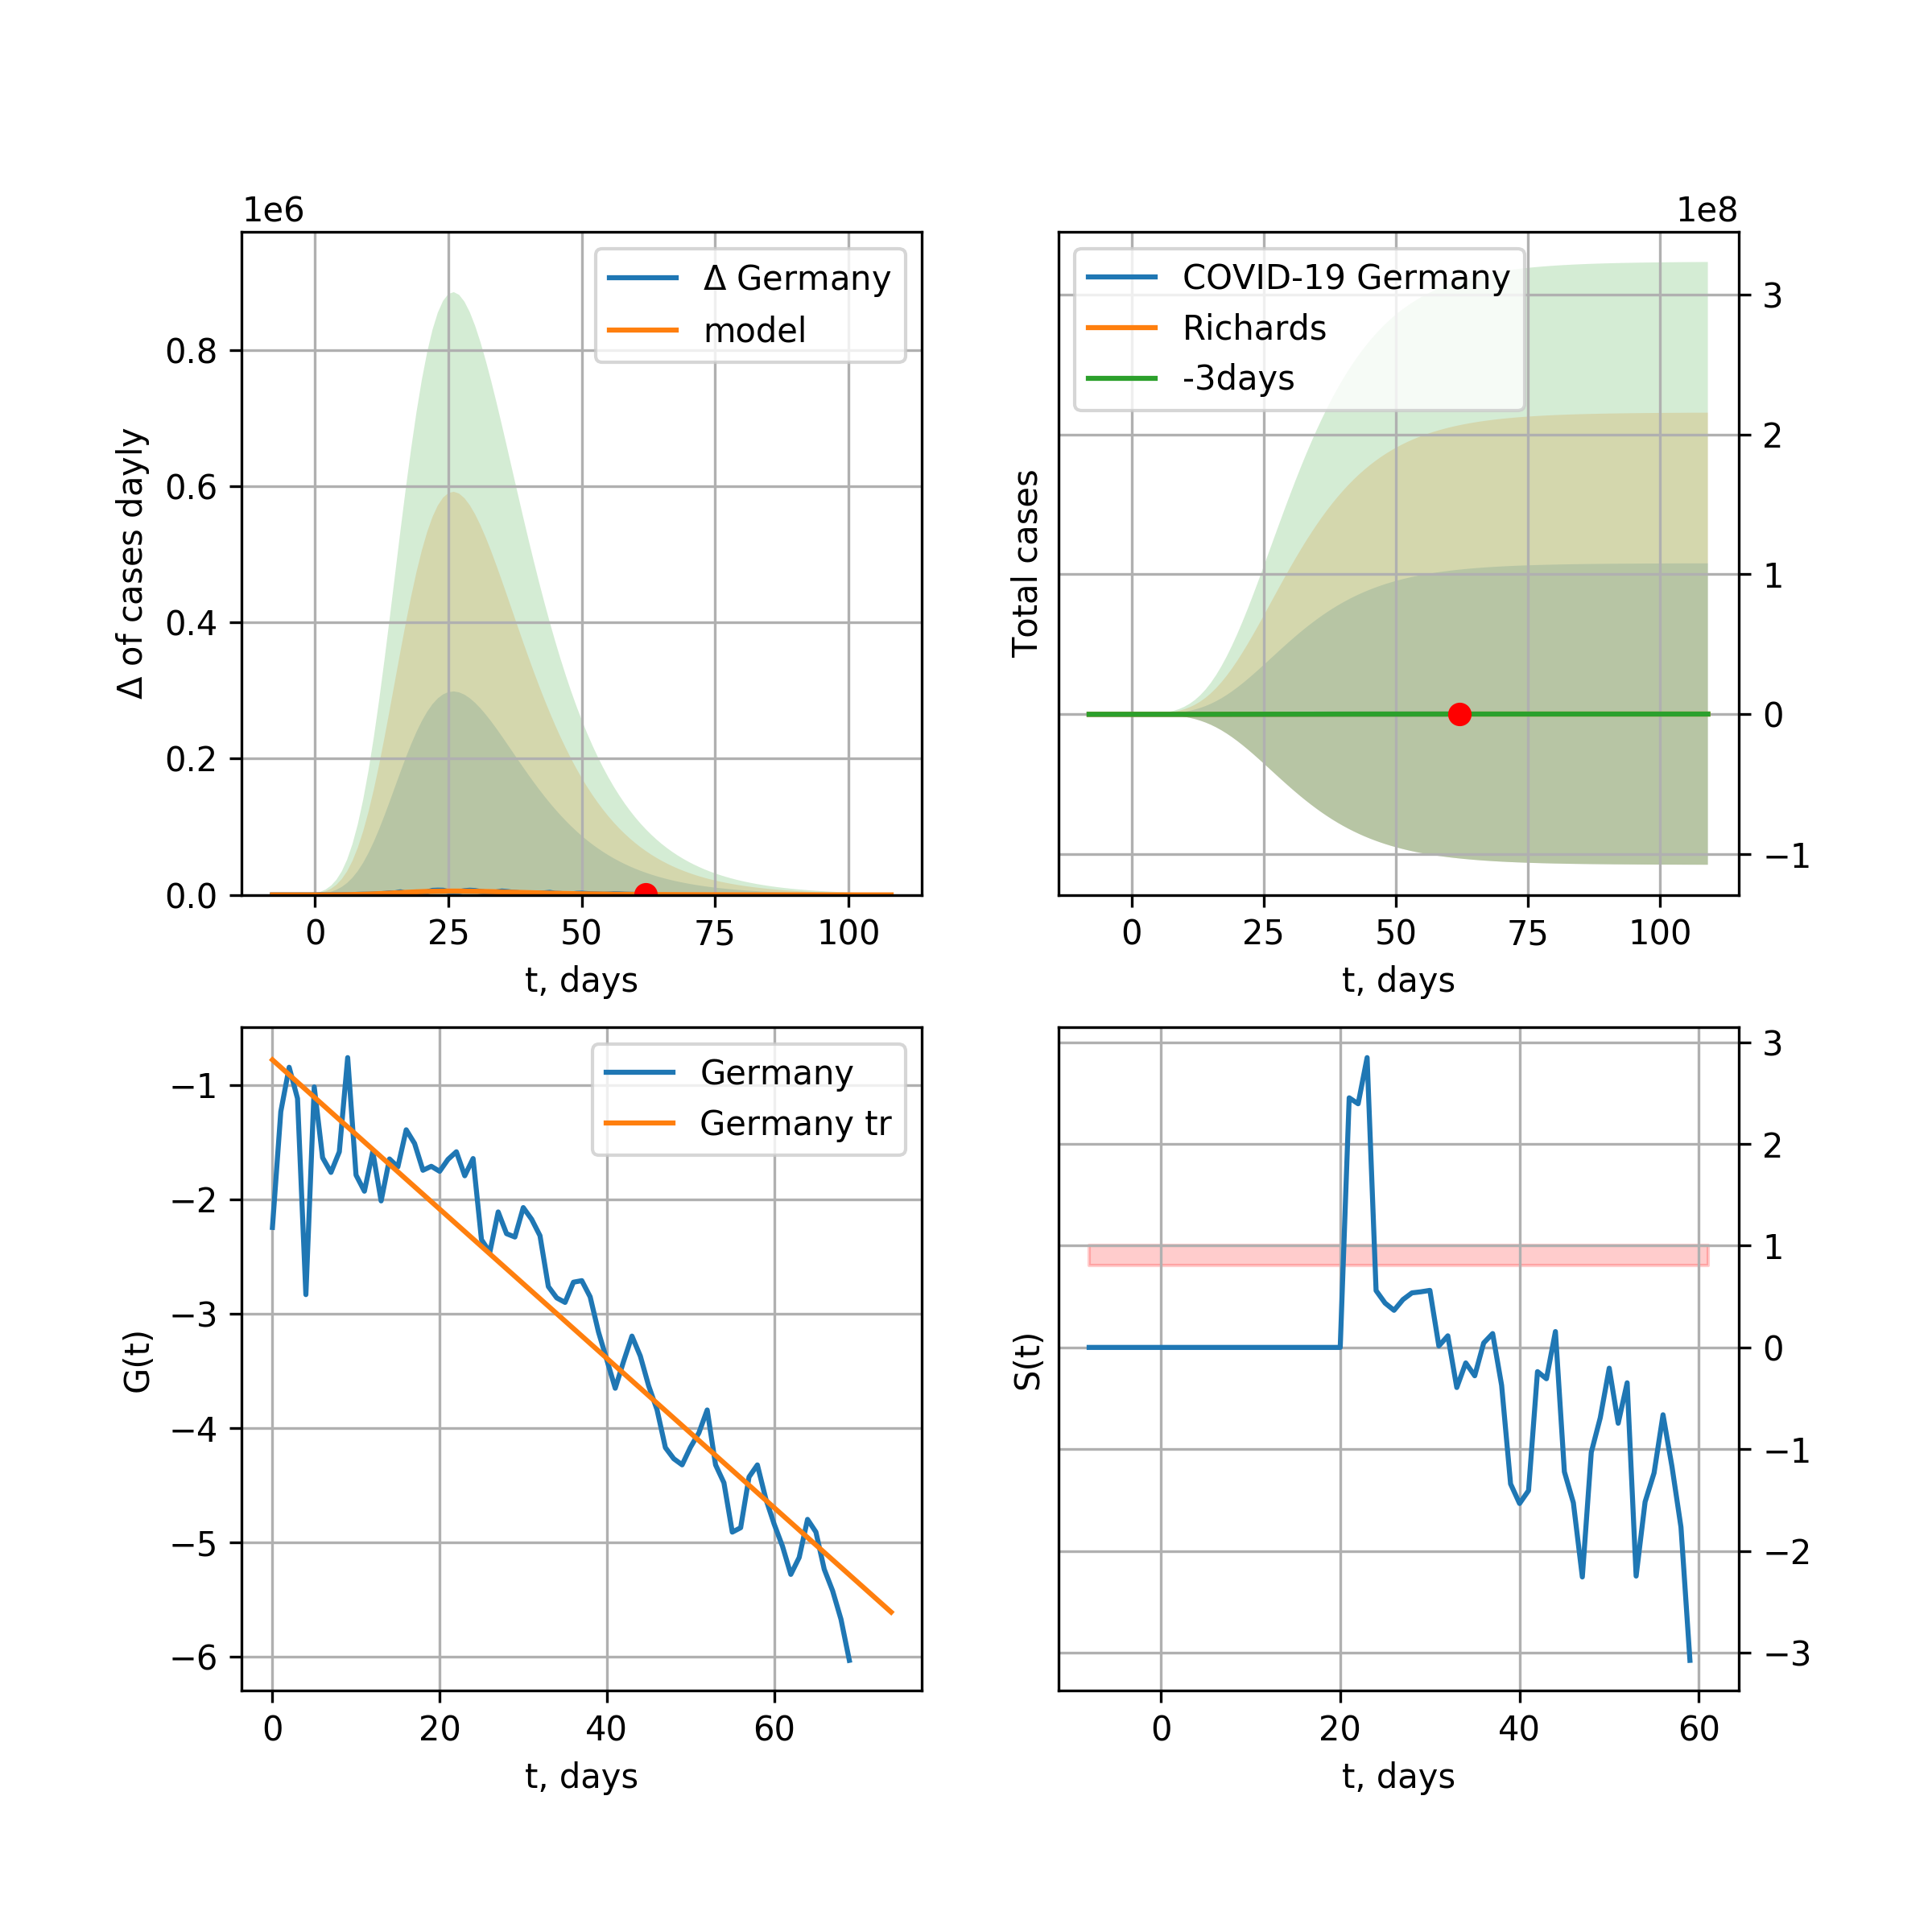 1e6
Δ Germany
model
0.8
0.6
0.4
0.2
0.0
Δ of cases dayly
0 25 50 75 100
t, days
1e8
COVID-19 Germany
Richards
-3days
3
2
1
0
−1
Total cases
0 25 50 75 100
t, days
Germany
Germany tr
−1
−2
−3
−4
−5
−6
G(t)
0 20 40 60
t, days
3
2
1
0
−1
−2
−3
S(t)
0 20 40 60
t, days